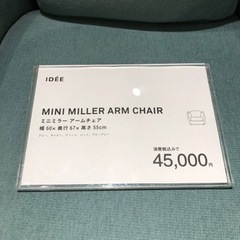 IDÉE
MINI MILLER ARM CHAIR
ミニミラー アームチェア
幅 60× 奥行 67× 高さ 55cm
消費税込みで
45,000円